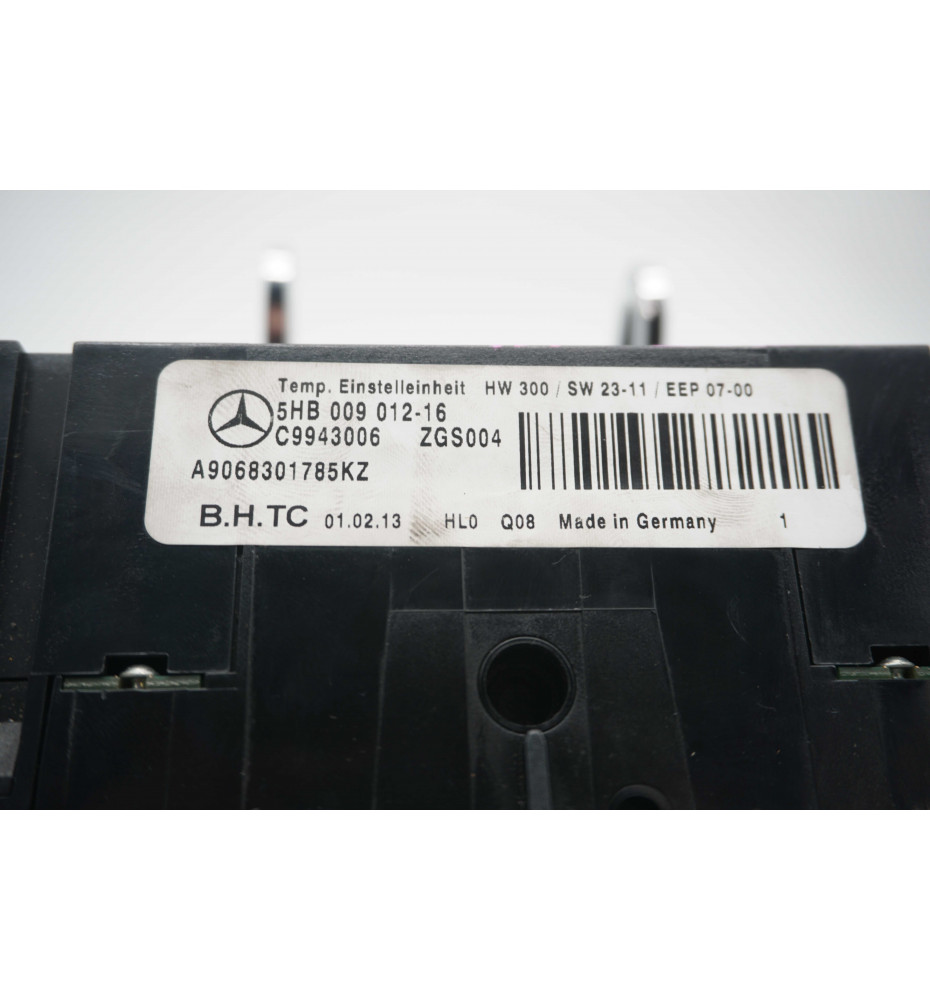 Temp. Einstelleinheit HW 300 / SW 23-11 / EEP 07-00
5HB 009 012-16
C9943006 ZGS004
A9068301785KZ
B.H.TC 01.02.13 HL0 Q08 Made in Germany 1